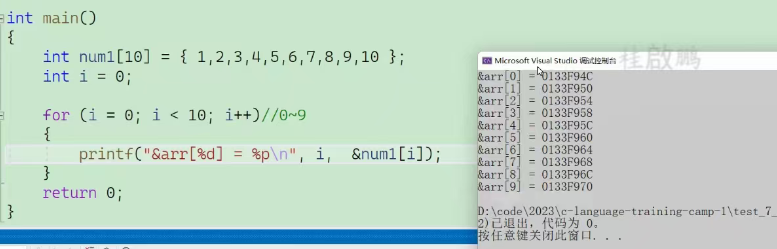 int main()
{
int num1[10] = { 1,2,3,4,5,6,7,8,9,10 };
int i = 0;
for (i = 0; i < 10; i++)//0~9
{
printf("&arr[%d] = %p\n", i,  &num1[i]);
}
return 0;
}
Microsoft Visual Studio 调试控制台
桂啟鹏
&arr[0] = 0133F94C
&arr[1] = 0133F950
&arr[2] = 0133F954
&arr[3] = 0133F958
&arr[4] = 0133F95C
&arr[5] = 0133F960
&arr[6] = 0133F964
&arr[7] = 0133F968
&arr[8] = 0133F96C
&arr[9] = 0133F970
D:\code\2023\c-language-training-camp-1\test_7_
2)已退出，代码为 0。
按任意键关闭此窗口. . .